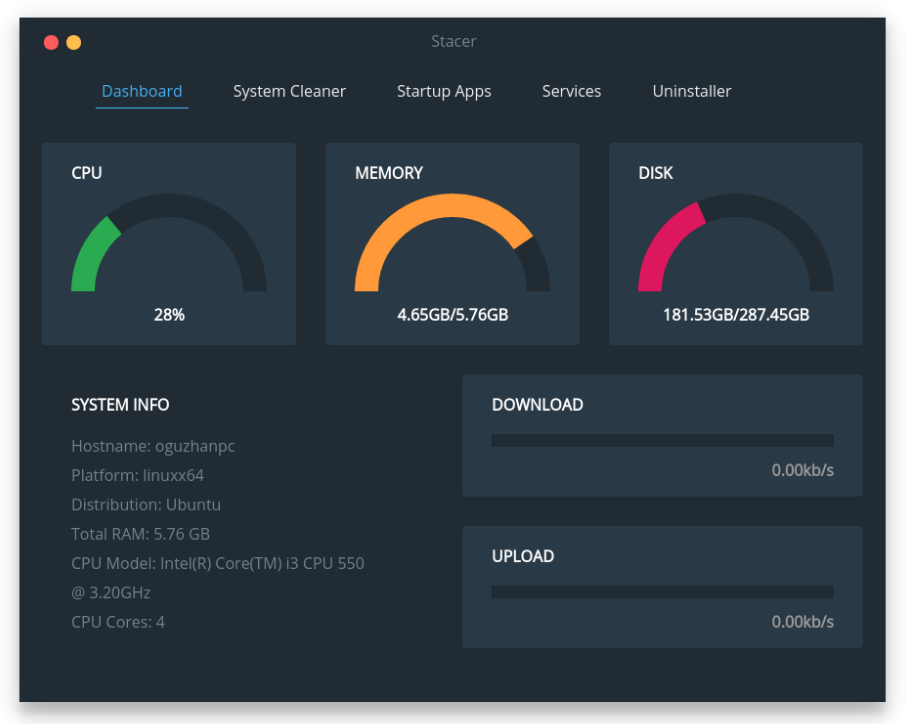 Stacer
Dashboard System Cleaner Startup Apps Services Uninstaller
CPU
28%
MEMORY
4.65GB/5.76GB
DISK
181.53GB/287.45GB
SYSTEM INFO
Hostname: oguzhanpc
Platform: linuxx64
Distribution: Ubuntu
Total RAM: 5.76 GB
CPU Model: Intel(R) Core(TM) i3 CPU 550
@ 3.20GHz
CPU Cores: 4
DOWNLOAD
0.00kb/s
UPLOAD
0.00kb/s